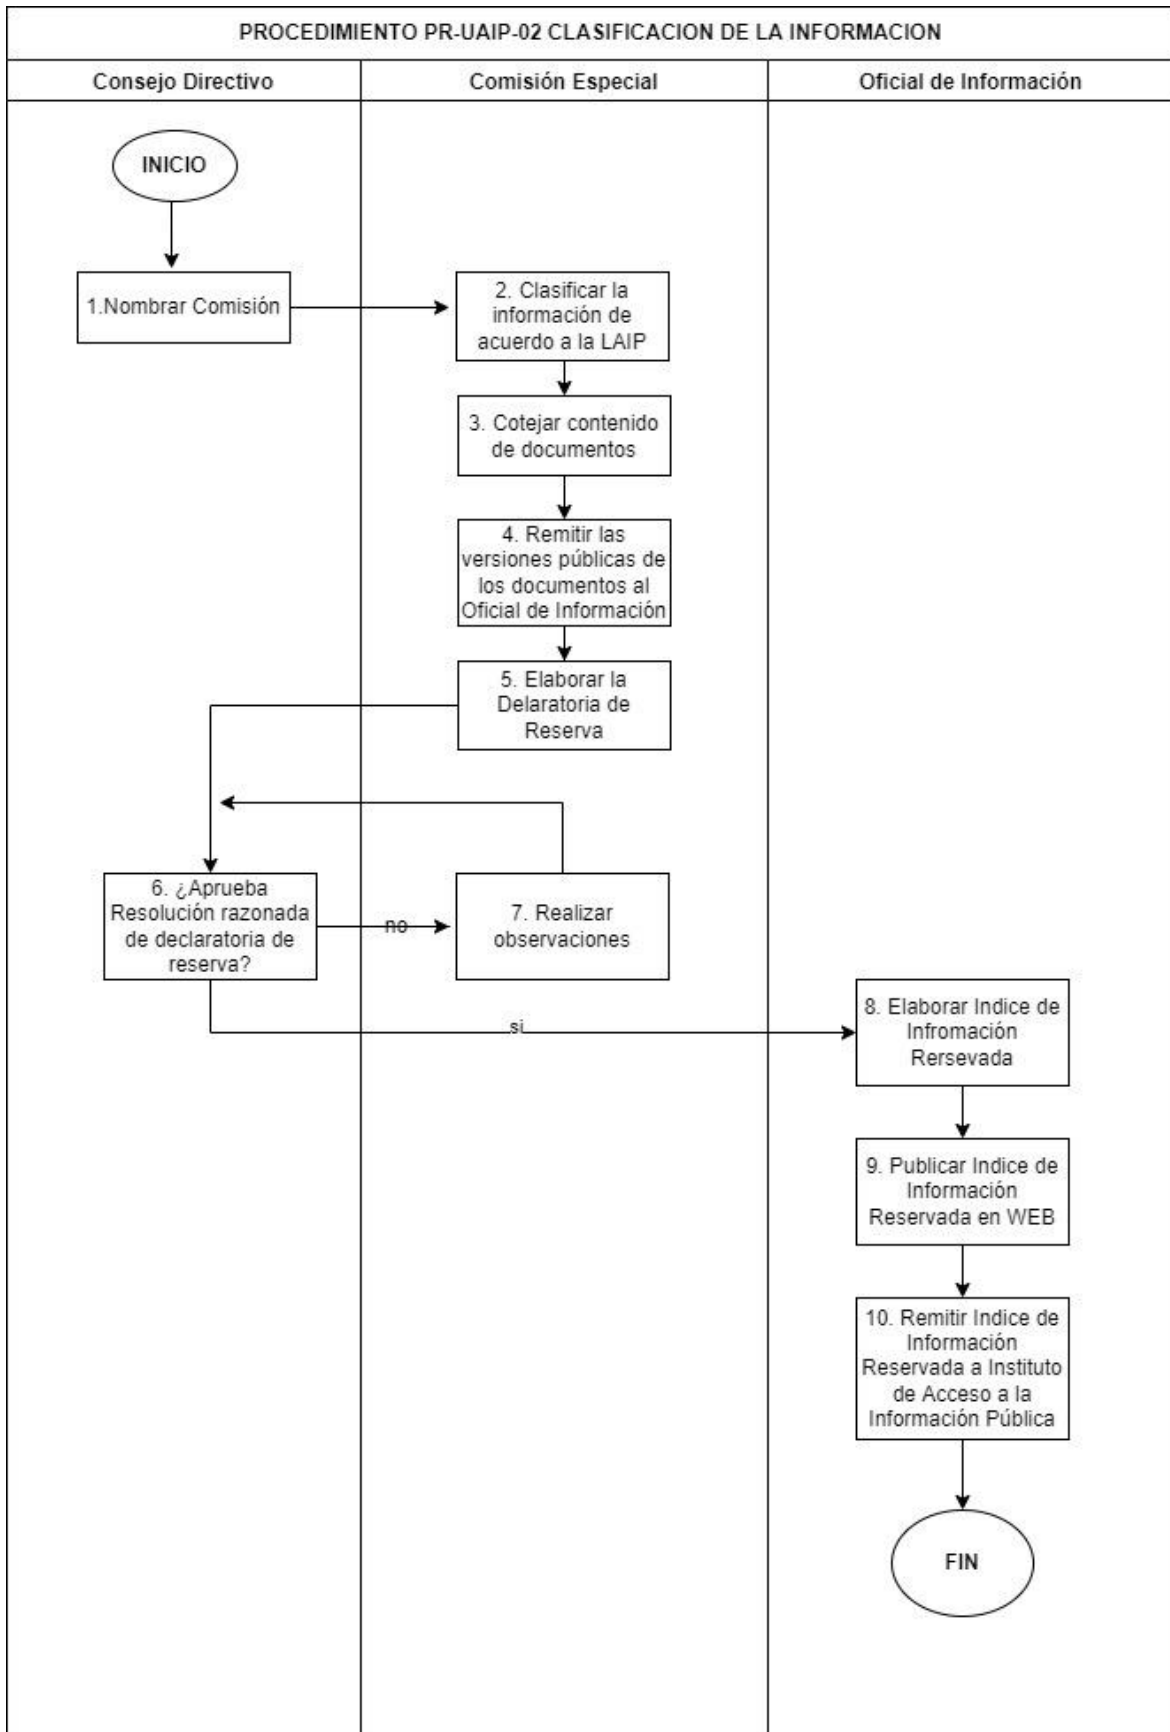 PROCEDIMIENTO PR-UAIP-02 CLASIFICACION DE LA INFORMACION
Consejo Directivo
Comisión Especial
Oficial de Información
INICIO
1.Nombrar Comisión
2. Clasificar la
información de
acuerdo a la LAIP
3. Cotejar contenido
de documentos
4. Remitir las
versiones públicas de
los documentos al
Oficial de Información
5. Elaborar la
Delaratoria de
Reserva
6. ¿Aprueba
Resolución razonada
de declaratoria de
reserva?
no
7. Realizar
observaciones
si
8. Elaborar Indice de
Infromación
Rersevada
9. Publicar Indice de
Información
Reservada en WEB
10. Remitir Indice de
Información
Reservada a Instituto
de Acceso a la
Información Pública
FIN